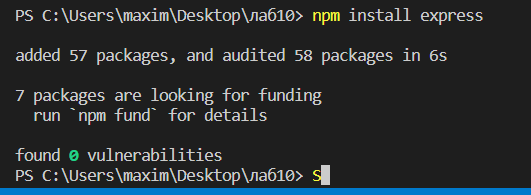 PS C:\Users\maxim\Desktop\лаб10> npm install express
added 57 packages, and audited 58 packages in 6s
7 packages are looking for funding
  run `npm fund` for details
found 0 vulnerabilities
PS C:\Users\maxim\Desktop\лаб10> S